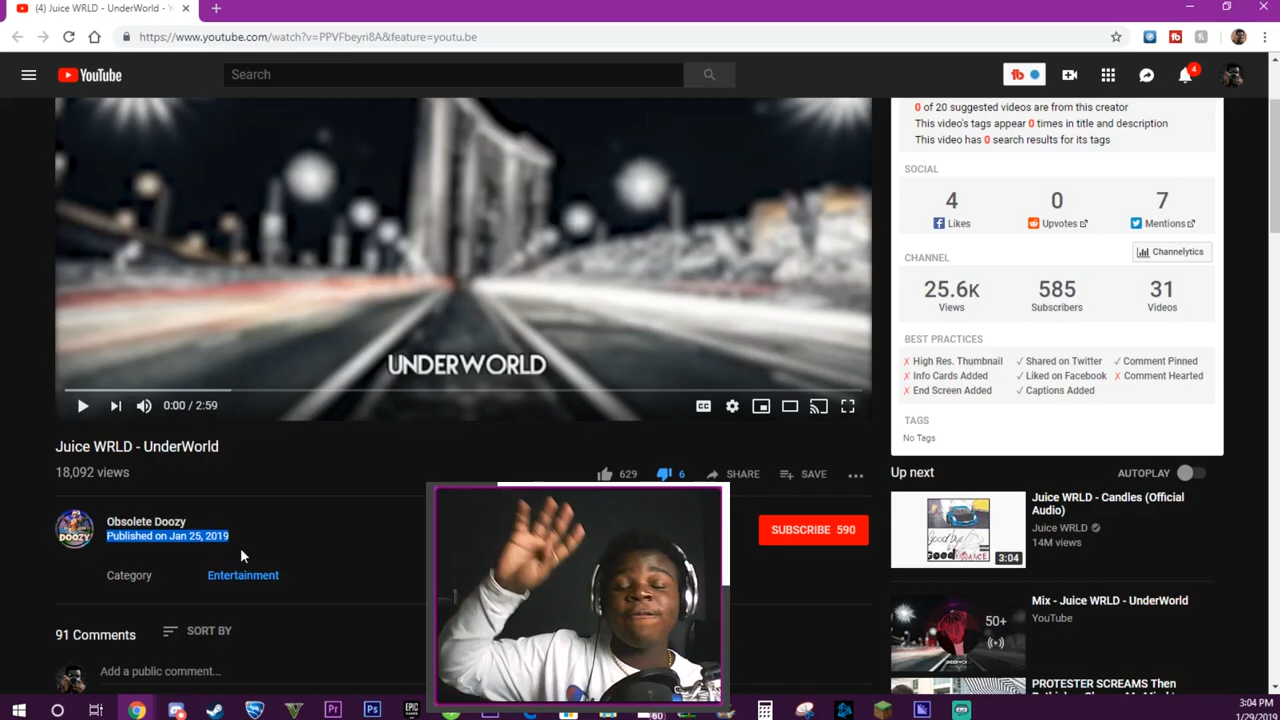 (4) Juice WRLD - UnderWorld - Y
https://www.youtube.com/watch?v=PPVFbeyri8A&feature=youtu.be
YouTube
Search
tb
4
0 of 20 suggested videos are from this creator
This video's tags appear 0 times in title and description
This video has 0 search results for its tags
SOCIAL
4 0 7
Likes Upvotes Mentions
CHANNEL
Channelytics
25.6K 585 31
Views Subscribers Videos
BEST PRACTICES
High Res. Thumbnail Shared on Twitter Comment Pinned
Info Cards Added Liked on Facebook Comment Hearted
End Screen Added Captions Added
TAGS
No Tags
UNDERWORLD
0:00 / 2:59
Juice WRLD - UnderWorld
18,092 views
629 6 SHARE SAVE
Obsolete Doozy
Published on Jan 25, 2019
DOOZY
SUBSCRIBE 590
Category Entertainment
91 Comments SORT BY
Add a public comment...
Up next AUTOPLAY
Juice WRLD - Candles (Official
Audio)
Juice WRLD
14M views
3:04
Mix - Juice WRLD - UnderWorld
YouTube
50+
PROTESTER SCREAMS Then
3:04 PM
1/29/2019